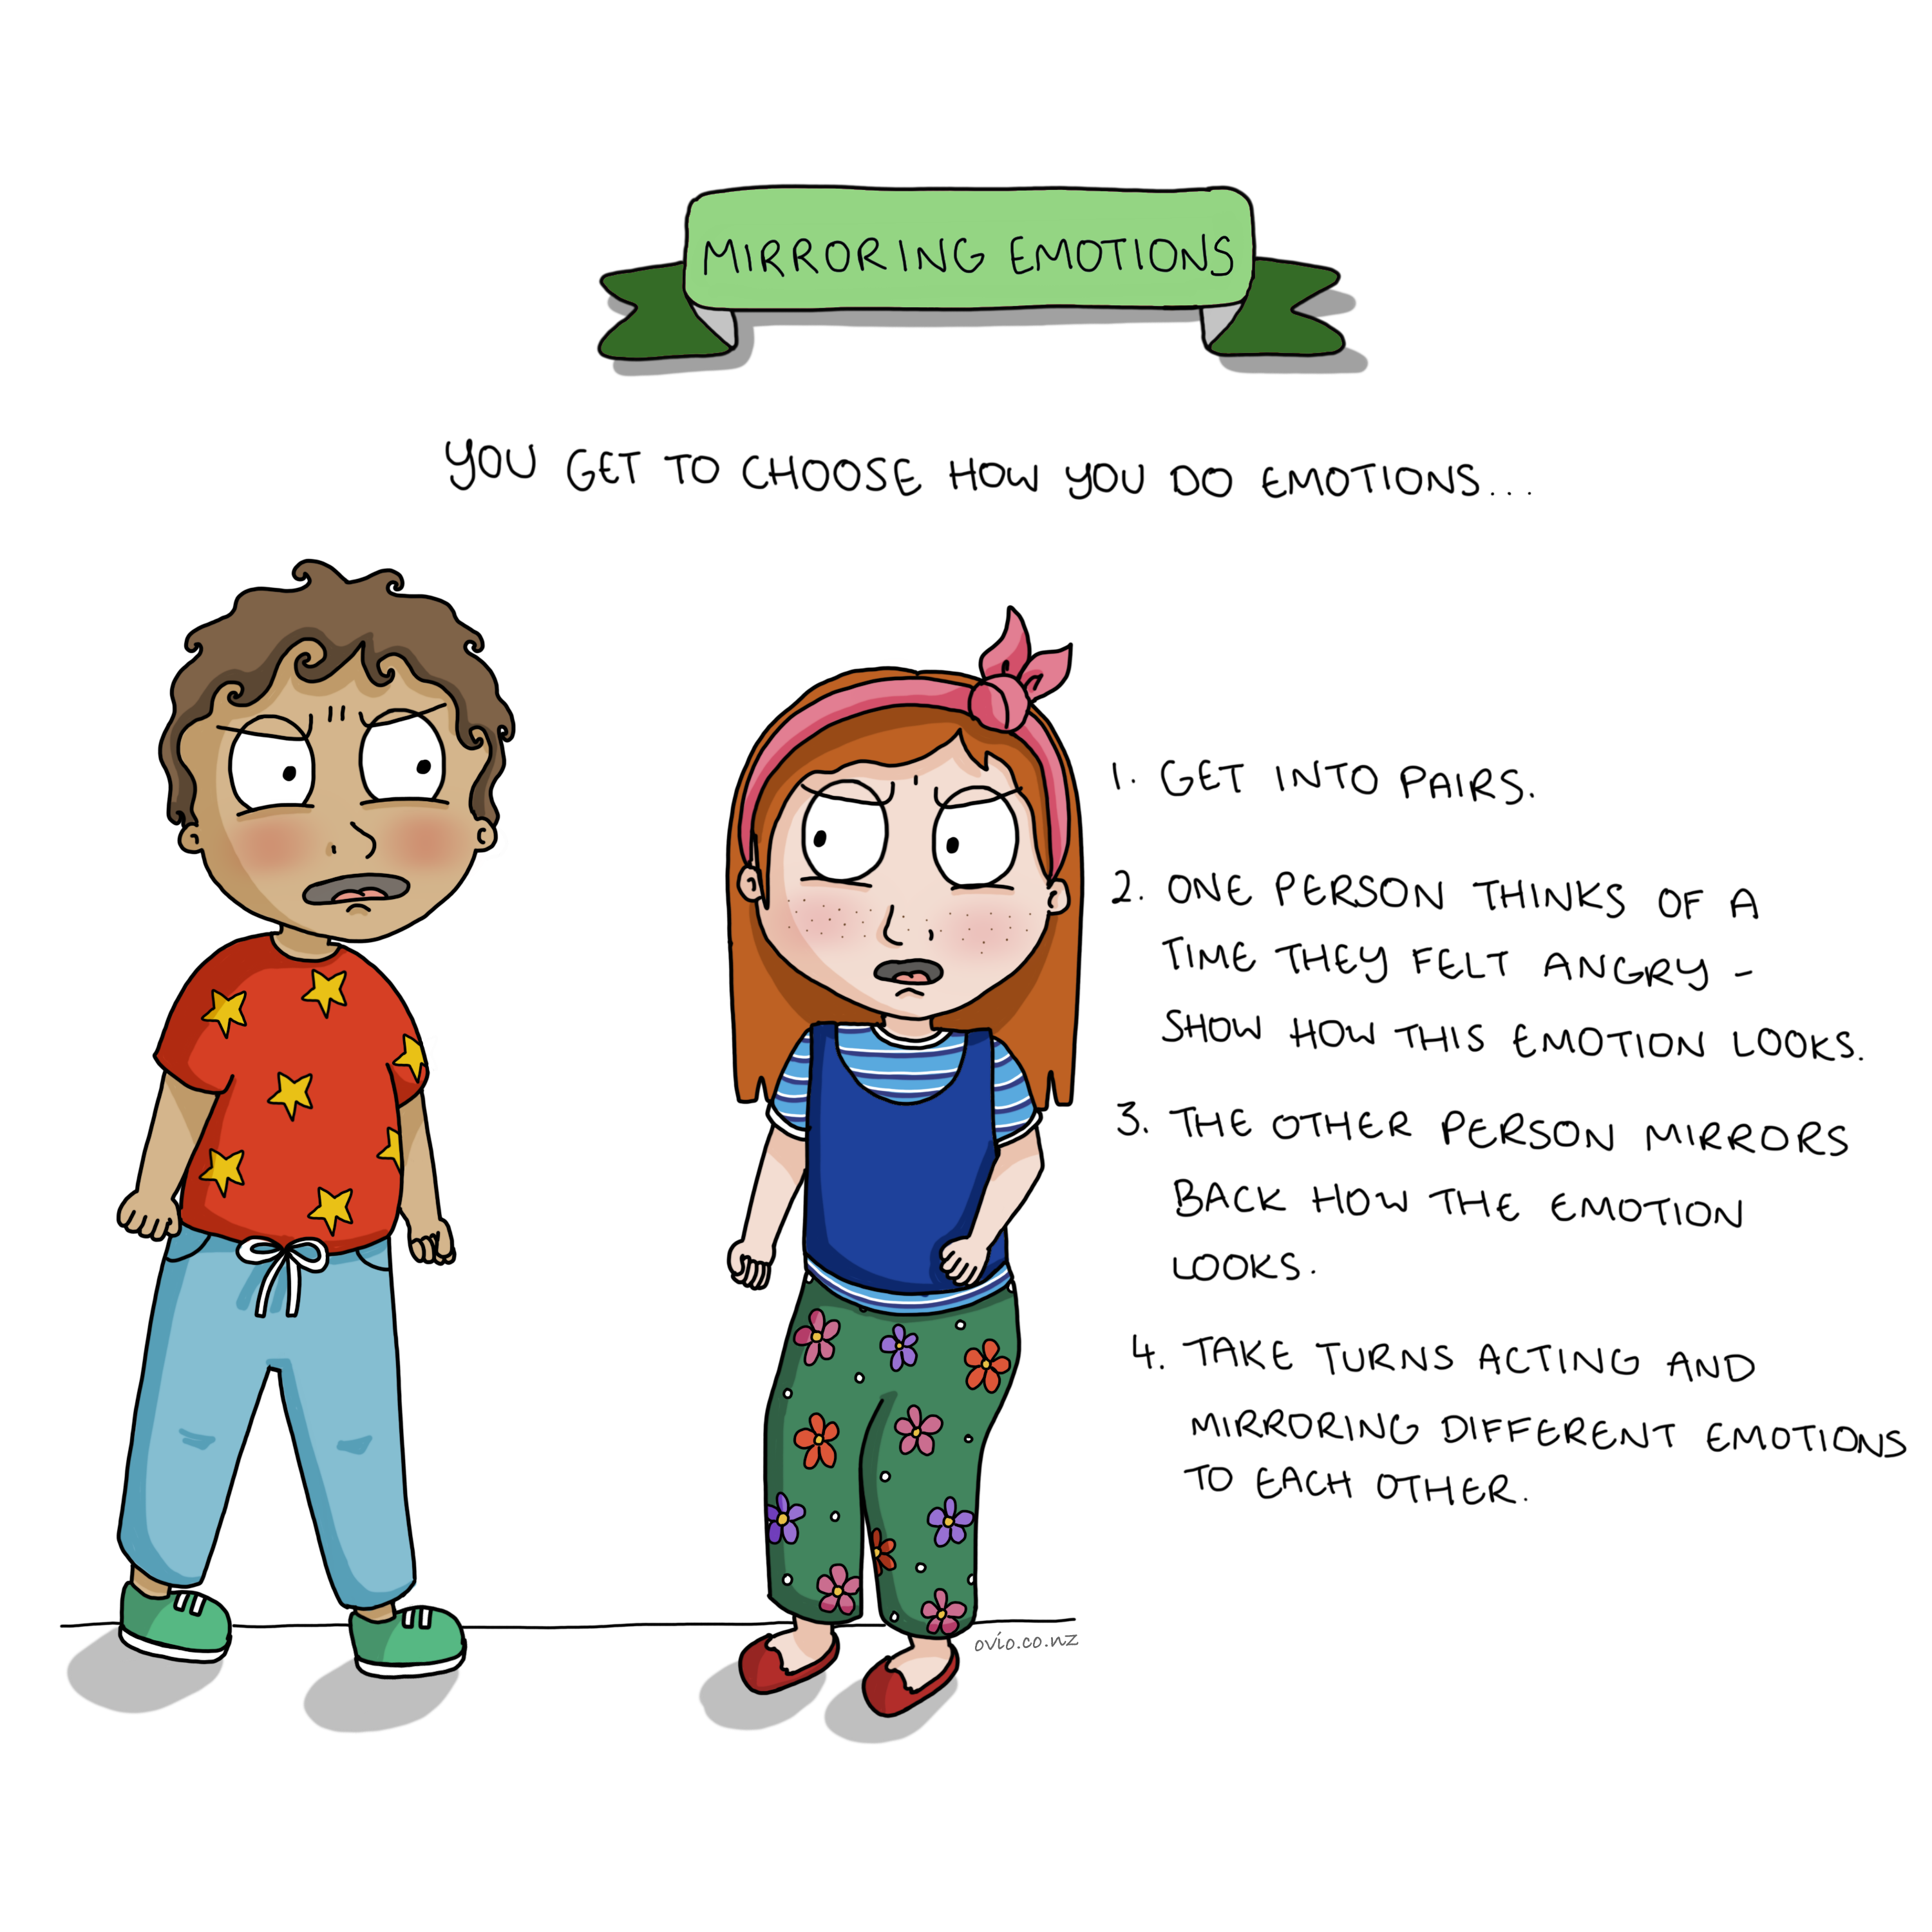 MIRRORING EMOTIONS
YOU GET TO CHOOSE HOW YOU DO EMOTIONS...
1. GET INTO PAIRS.
2. ONE PERSON THINKS OF A
TIME THEY FELT ANGRY -
SHOW HOW THIS EMOTION LOOKS.
3. THE OTHER PERSON MIRRORS
BACK HOW THE EMOTION
LOOKS.
4. TAKE TURNS ACTING AND
MIRRORING DIFFERENT EMOTIONS
TO EACH OTHER.
ovio.co.nz